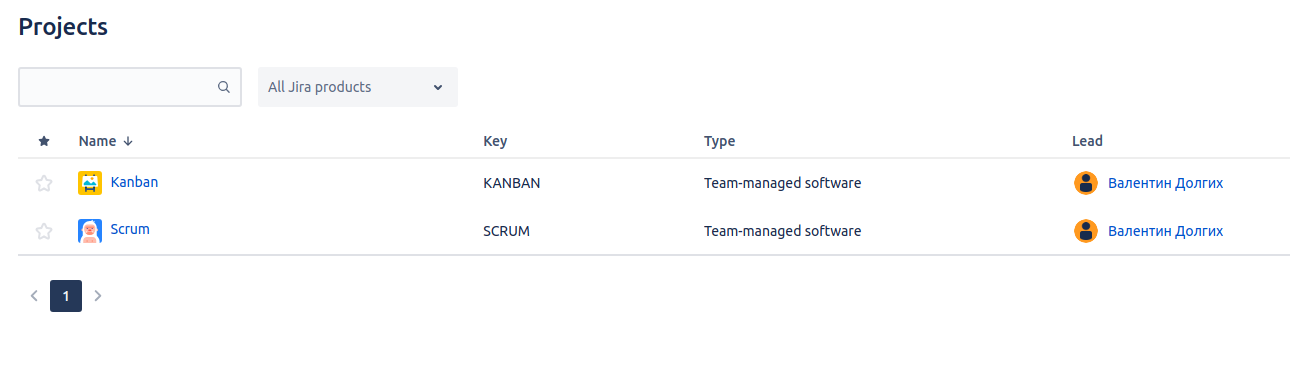 Projects
All Jira products
Name Key Type Lead
Kanban KANBAN Team-managed software Валентин Долгих
Scrum SCRUM Team-managed software Валентин Долгих
1